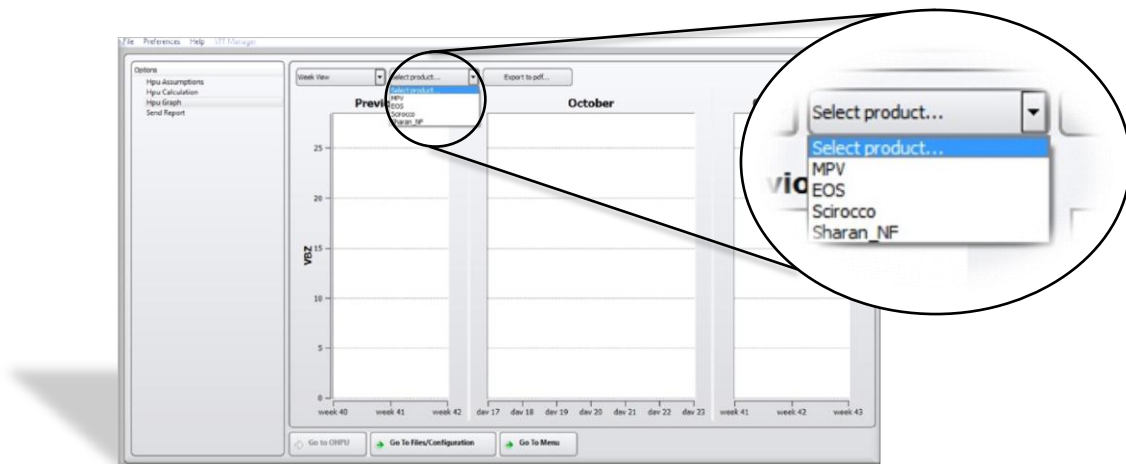 File Preferences Help VFF Manager
Options
Hpu Assumptions
Hpu Calculation
Hpu Graph
Send Report
Week View Select product... Export to pdf...
Select product...
MPV
EOS
Scirocco
Sharan_NF
October
VBZ
25
20
15
10
5
0
week 40 week 41 week 42 day 17 day 18 day 19 day 20 day 21 day 22 day 23 week 41 week 42 week 43
Go to OHPU Go To Files/Configuration Go To Menu
Select product...
Select product...
MPV
EOS
Scirocco
Sharan_NF